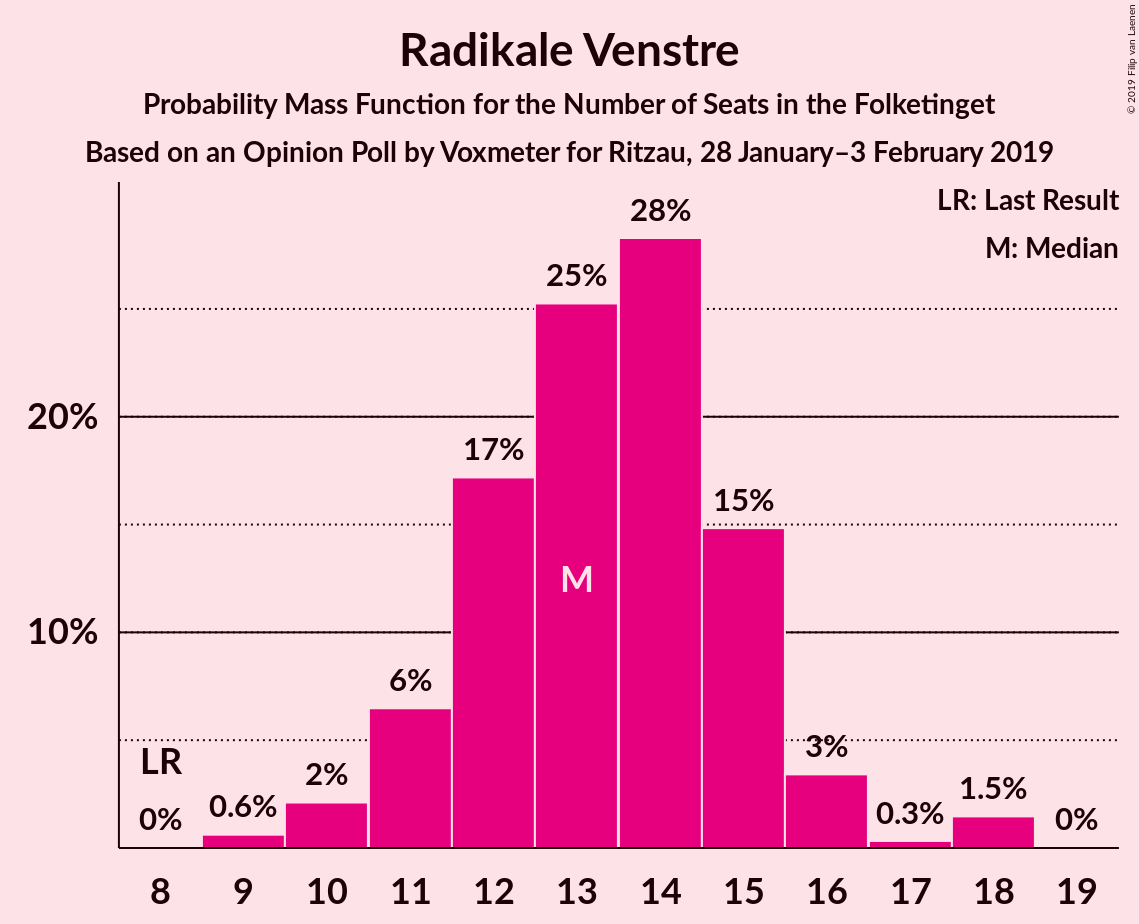 Radikale Venstre
Probability Mass Function for the Number of Seats in the Folketinget
Based on an Opinion Poll by Voxmeter for Ritzau, 28 January–3 February 2019
© 2019 Filip van Laenen
LR: Last Result
M: Median
20%
10%
LR
0%
0.6%
2%
6%
17%
25%
M
28%
15%
3%
0.3%
1.5%
0%
8 9 10 11 12 13 14 15 16 17 18 19